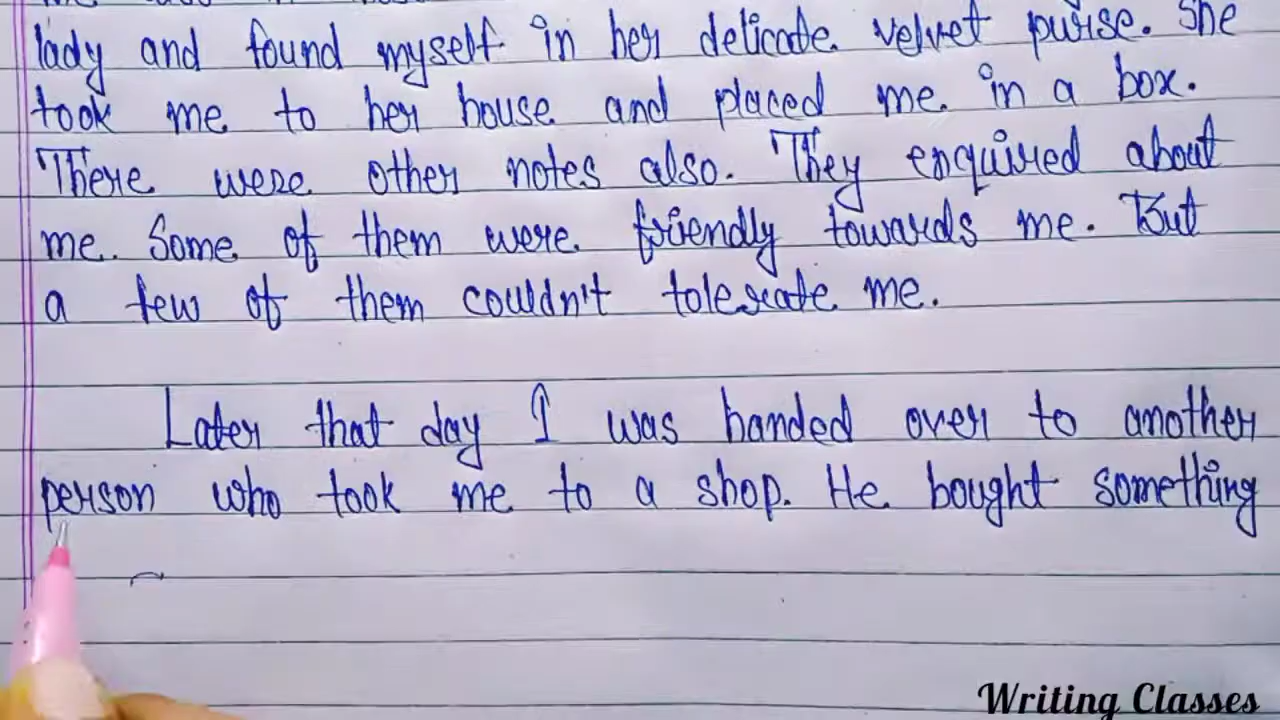 lady and found myself in her delicate velvet purse. She
took me to her house and placed me in a box.
There were other notes also. They enquired about
me. Some of them were friendly towards me. But
a few of them couldn't tolerate me.
Later that day I was handed over to another
person who took me to a shop. He bought something
Writing Classes